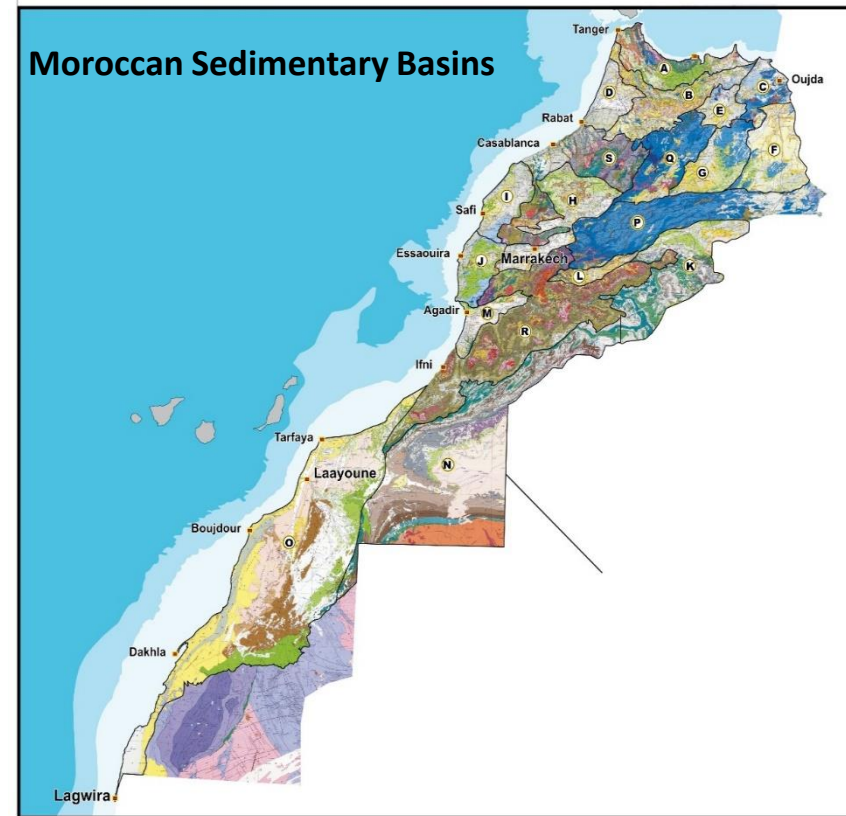 Moroccan Sedimentary Basins
Tanger
A
Oujda
C
D
B
E
Rabat
Casablanca
S
Q
F
G
I
H
Safi
P
Essaouira
Marrakech
J
K
L
Agadir
M
R
Ifni
Tarfaya
N
Laayoune
Boujdour
O
Dakhla
Lagwira